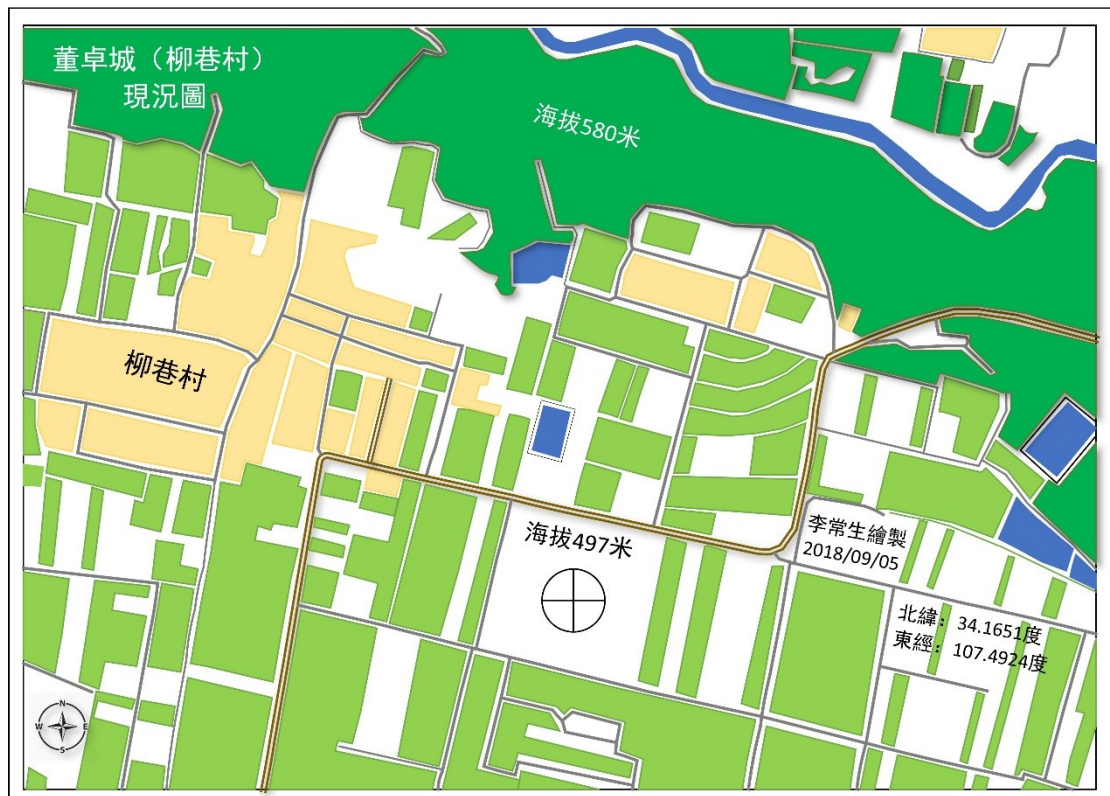 董卓城（柳巷村）
現況圖
海拔580米
柳巷村
海拔497米
李常生繪製
2018/09/05
北緯：34.1651度
東經：107.4924度
N
W E
S